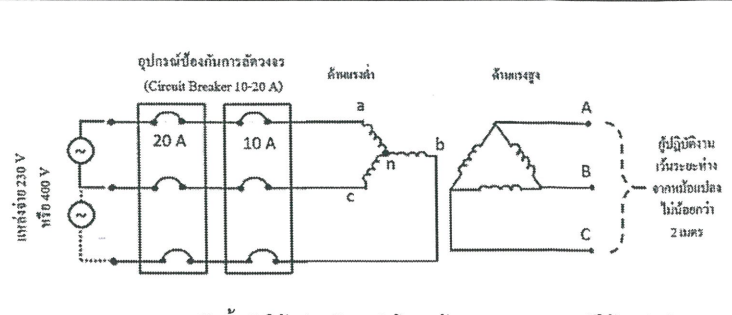 อุปกรณ์ป้องกันการลัดวงจร
(Circuit Breaker 10-20 A)
ด้านแรงต่ำ
ด้านแรงสูง
20 A
10 A
a
b
n
c
A
B
C
แหล่งจ่าย 230 V
หรือ 400 V
ผู้ปฏิบัติงาน
เว้นระยะห่าง
จากหม้อแปลง
ไม่น้อยกว่า
2 เมตร